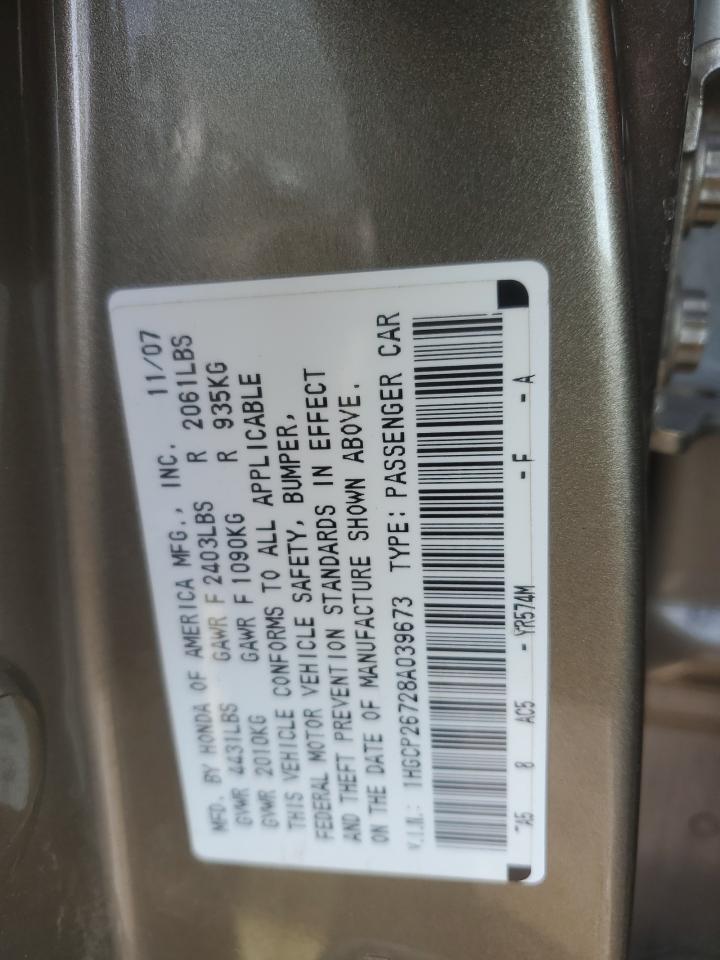 MFD. BY HONDA OF AMERICA MFG., INC. 11/07
GVWR 4431LBS GAWR F 2403LBS R 2061LBS
GVWR 2010KG GAWR F 1090KG R 935KG
THIS VEHICLE CONFORMS TO ALL APPLICABLE
FEDERAL MOTOR VEHICLE SAFETY, BUMPER,
AND THEFT PREVENTION STANDARDS IN EFFECT
ON THE DATE OF MANUFACTURE SHOWN ABOVE.
V.I.N.: 1HGCP26728A039673 TYPE: PASSENGER CAR
TA5 8 AC5 - YR574M - F - A